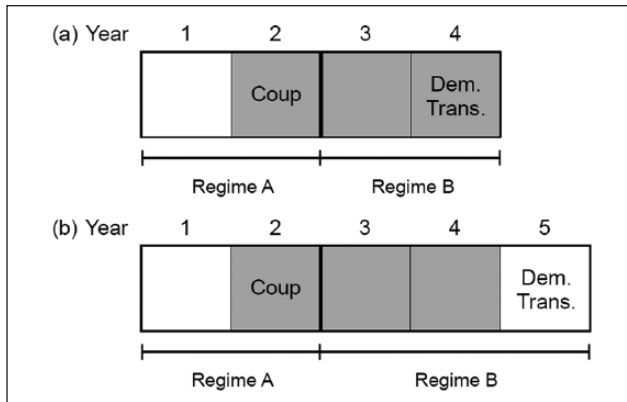 (a) Year 1 2 3 4
Coup
Dem.
Trans.
Regime A Regime B
(b) Year 1 2 3 4 5
Coup
Dem.
Trans.
Regime A Regime B